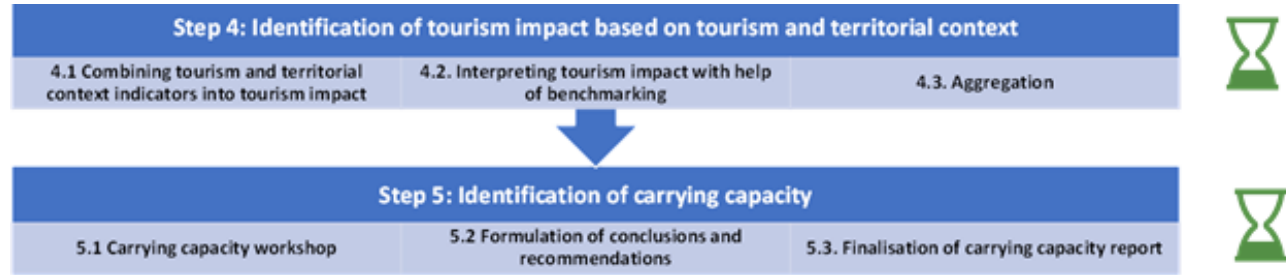 Step 4: Identification of tourism impact based on tourism and territorial context
4.1 Combining tourism and territorial
context indicators into tourism impact
4.2. Interpreting tourism impact with help
of benchmarking
4.3. Aggregation
Step 5: Identification of carrying capacity
5.1 Carrying capacity workshop
5.2 Formulation of conclusions and
recommendations
5.3. Finalisation of carrying capacity report